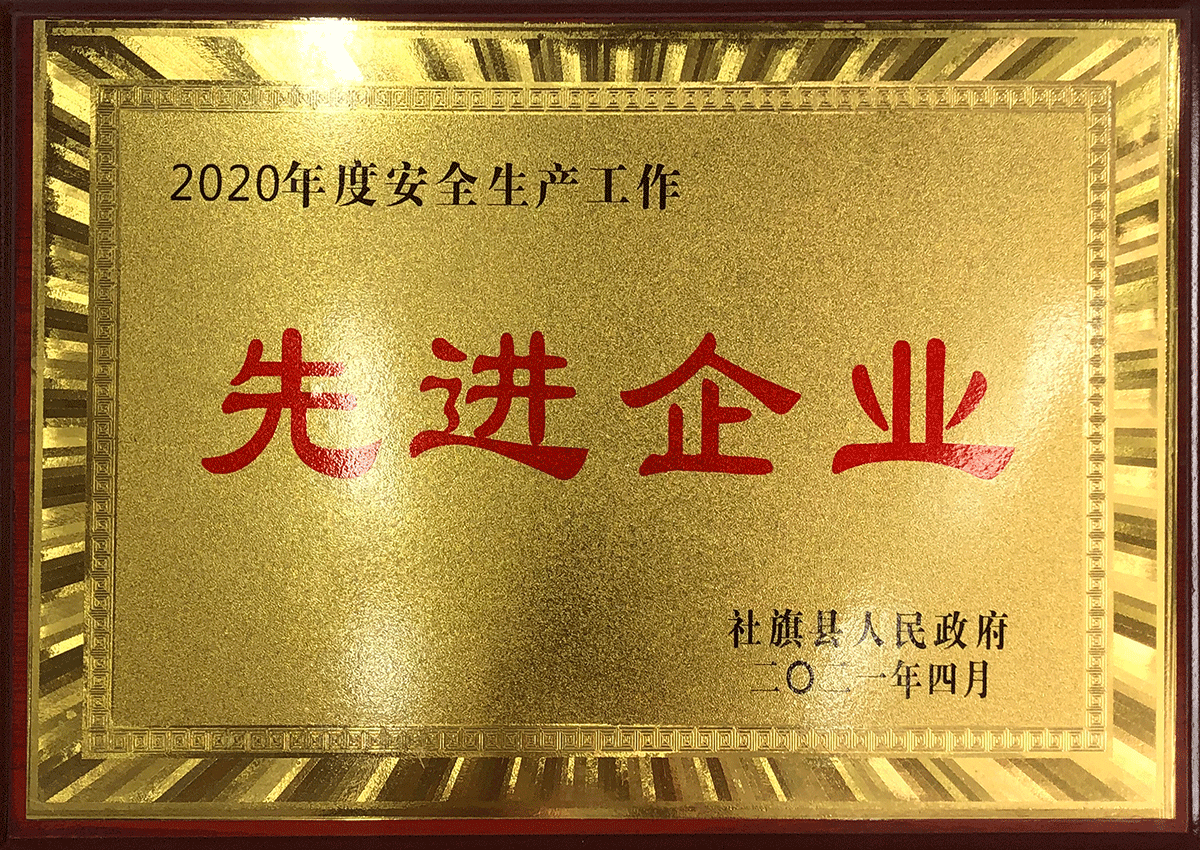 2020年度安全生产工作
先进企业
社旗县人民政府
二〇二一年四月